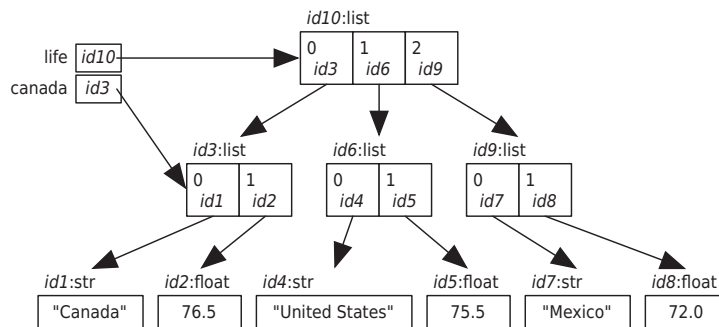 id10:list
life id10 0 1 2
id3 id6 id9
canada id3
id3:list id6:list id9:list
0 1 0 1 0 1
id1 id2 id4 id5 id7 id8
id1:str id2:float id4:str id5:float id7:str id8:float
"Canada" 76.5 "United States" 75.5 "Mexico" 72.0